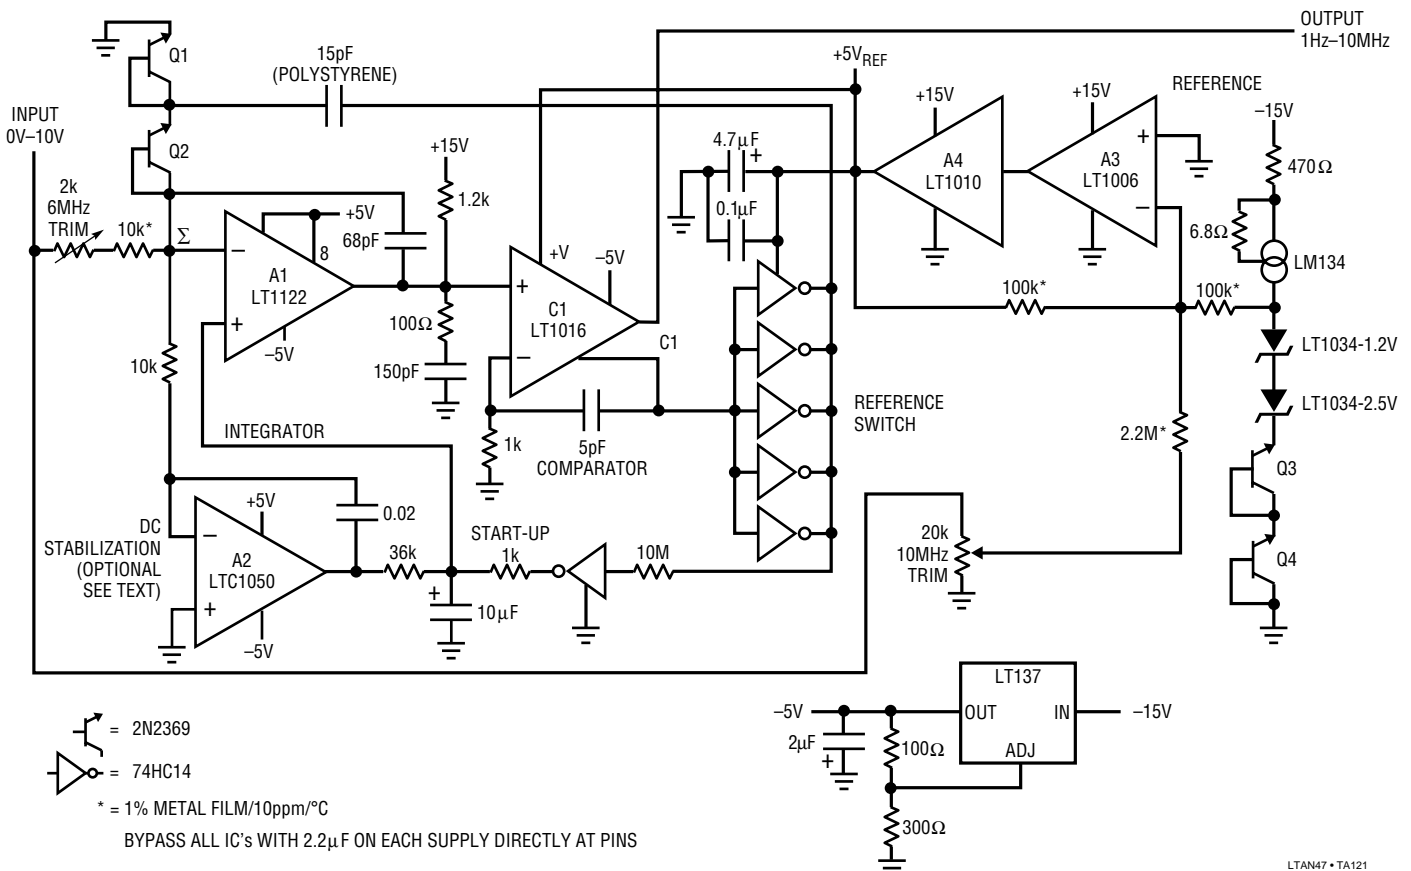 OUTPUT
1Hz–10MHz
+5VREF
REFERENCE
Q1
15pF
(POLYSTYRENE)
INPUT
0V–10V
Q2
+15V
+15V
–15V
+15V
4.7µF
+
A4
LT1010
A3
LT1006
+
–
470Ω
2k
6MHz
TRIM
10k*
Σ
1.2k
0.1µF
6.8Ω
LM134
+5V
8
68pF
–
A1
LT1122
+
–5V
+V
–5V
+
C1
LT1016
–
C1
100k*
100k*
100Ω
150pF
LT1034-1.2V
10k
LT1034-2.5V
INTEGRATOR
1k
5pF
COMPARATOR
REFERENCE
SWITCH
2.2M*
Q3
DC
STABILIZATION
(OPTIONAL
SEE TEXT)
+5V
–
A2
LTC1050
+
–5V
0.02
36k
START-UP
1k
10M
+
10µF
20k
10MHz
TRIM
Q4
LT137
–5V
OUT
IN
–15V
ADJ
2µF
+
100Ω
300Ω
= 2N2369
= 74HC14
* = 1% METAL FILM/10ppm/°C
BYPASS ALL IC's WITH 2.2µF ON EACH SUPPLY DIRECTLY AT PINS
LTAN47 • TA121